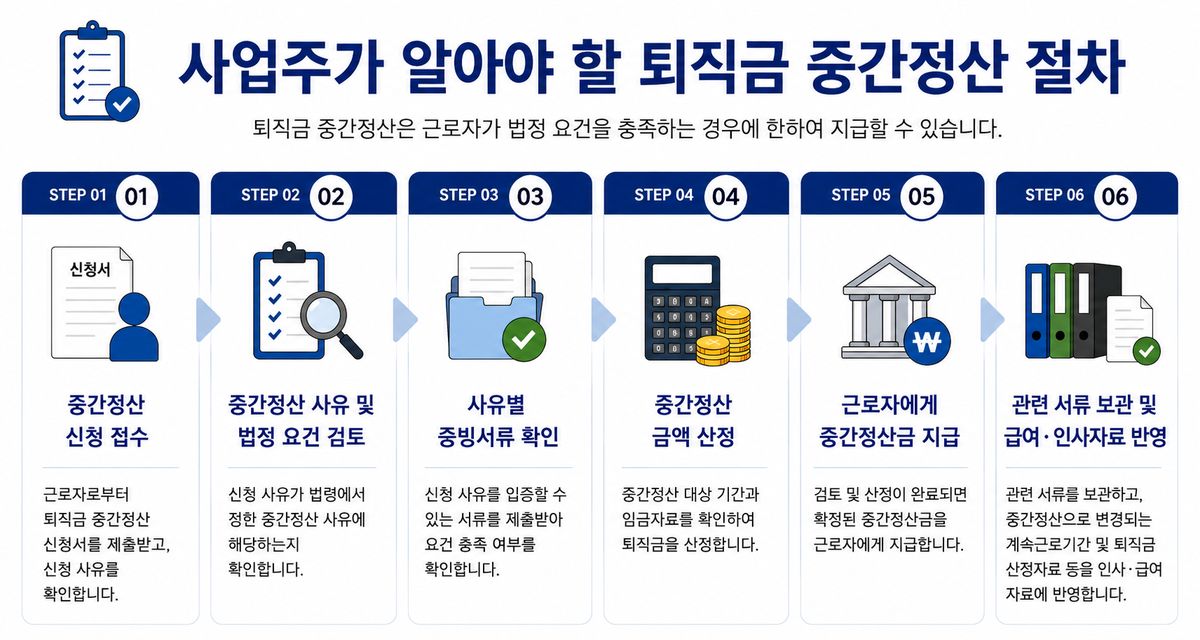 사업주가 알아야 할 퇴직금 중간정산 절차
퇴직금 중간정산은 근로자가 법정 요건을 충족하는 경우에 한하여 지급할 수 있습니다.
STEP 01 01
신청서
중간정산
신청 접수
근로자로부터
퇴직금 중간정산
신청서를 제출받고,
신청 사유를
확인합니다.
STEP 02 02
중간정산 사유 및
법정 요건 검토
신청 사유가 법령에서
정한 중간정산 사유에
해당하는지
확인합니다.
STEP 03 03
사유별
증빙서류 확인
신청 사유를 입증할 수
있는 서류를 제출받아
요건 충족 여부를
확인합니다.
STEP 04 04
중간정산
금액 산정
중간정산 대상 기간과
임금자료를 확인하여
퇴직금을 산정합니다.
STEP 05 05
₩
근로자에게
중간정산금 지급
검토 및 산정이 완료되면
확정된 중간정산금을
근로자에게 지급합니다.
STEP 06 06
관련 서류 보관 및
급여·인사자료 반영
관련 서류를 보관하고,
중간정산으로 변경되는
계속근로기간 및 퇴직금
산정자료 등을 인사·급여
자료에 반영합니다.